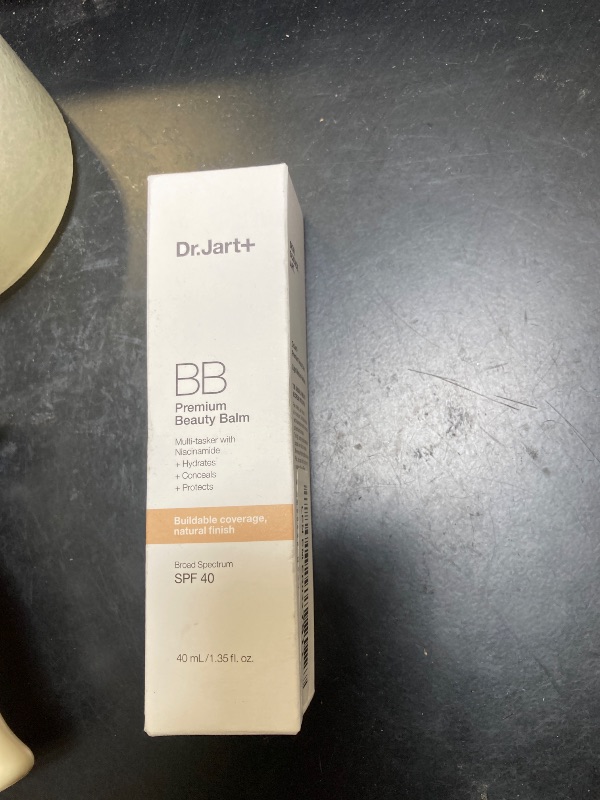 Dr.Jart+
BB
Premium
Beauty Balm
Multi-tasker with
Niacinamide
+ Hydrates
+ Conceals
+ Protects
Buildable coverage,
natural finish
Broad Spectrum
SPF 40
40 mL/1.35 fl. oz.